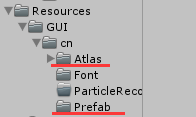 Resources
GUI
cn
Atlas
Font
ParticleReco
Prefab